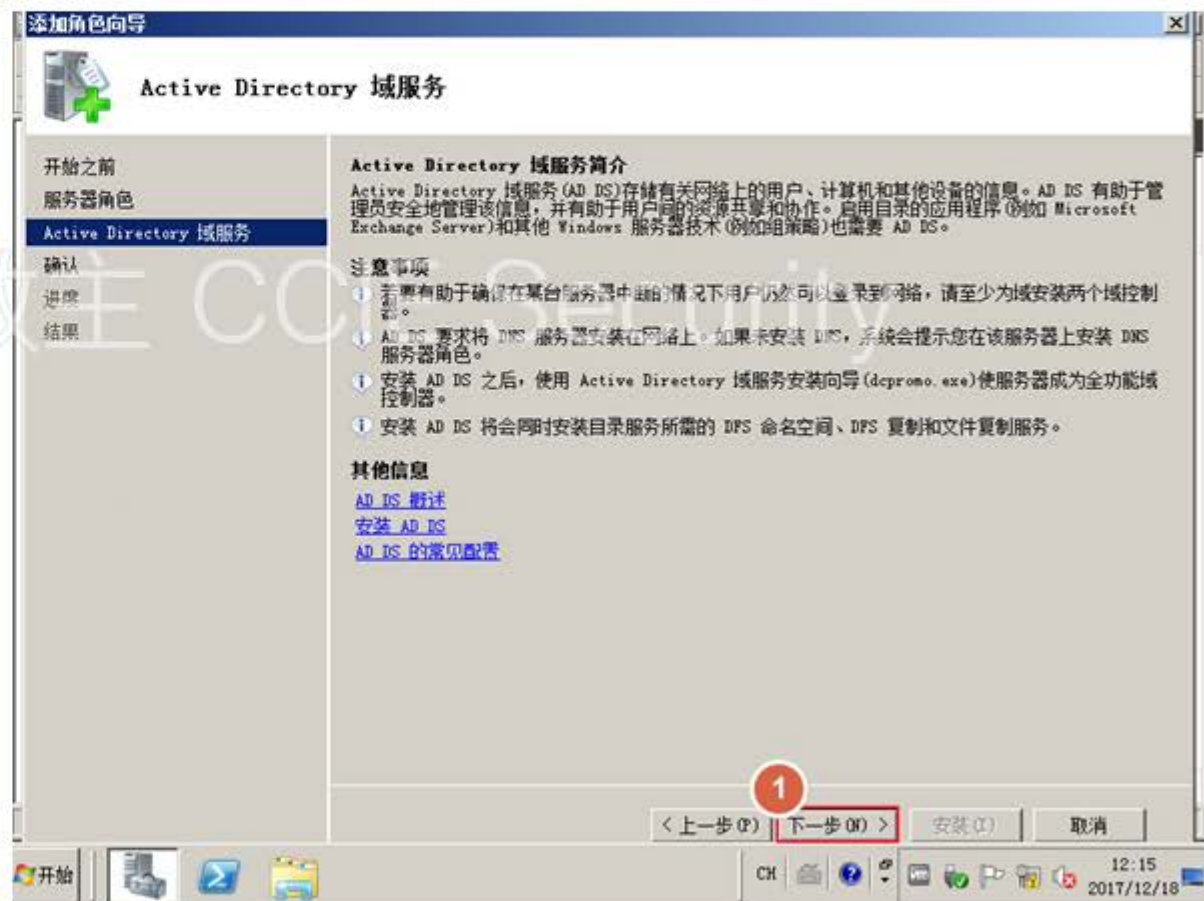 添加角色向导
Active Directory 域服务
开始之前
服务器角色
Active Directory 域服务
确认
进度
结果
Active Directory 域服务简介
Active Directory 域服务(AD DS)存储有关网络上的用户、计算机和其他设备的信息。AD DS 有助于管
理员安全地管理该信息，并有助于用户间的资源共享和协作。启用目录的应用程序(例如 Microsoft
Exchange Server)和其他 Windows 服务器技术(例如组策略)也需要 AD DS。
注意事项
若要有助于确保在某台服务器中断的情况下用户仍然可以登录到网络，请至少为域安装两个域控制
器。
AD DS 要求将 DNS 服务器安装在网络上。如果未安装 DNS，系统会提示您在该服务器上安装 DNS
服务器角色。
安装 AD DS 之后，使用 Active Directory 域服务安装向导(dcpromo.exe)使服务器成为全功能域
控制器。
安装 AD DS 将会同时安装目录服务所需的 DFS 命名空间、DFS 复制和文件复制服务。
其他信息
AD DS 概述
安装 AD DS
AD DS 的常见配置
1
< 上一步(P) 下一步(N) > 安装(I) 取消
开始 CH 12:15
2017/12/18
Security